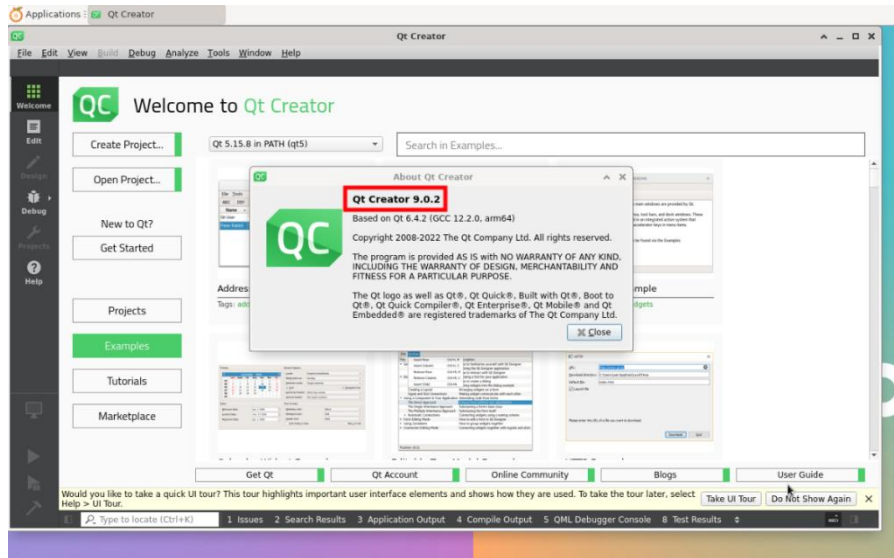 Applications
Qt Creator
Qt Creator
File Edit View Build Debug Analyze Tools Window Help
Welcome
Edit
Design
Debug
Projects
Help
QC
Welcome to Qt Creator
Create Project...
Qt 5.15.8 in PATH (qt5)
Search in Examples...
Open Project...
New to Qt?
Get Started
Projects
Examples
Tutorials
Marketplace
About Qt Creator
QC
Qt Creator 9.0.2
Based on Qt 6.4.2 (GCC 12.2.0, arm64)
Copyright 2008-2022 The Qt Company Ltd. All rights reserved.
The program is provided AS IS with NO WARRANTY OF ANY KIND,
INCLUDING THE WARRANTY OF DESIGN, MERCHANTABILITY AND
FITNESS FOR A PARTICULAR PURPOSE.
The Qt logo as well as Qt®, Qt Quick®, Built with Qt®, Boot to
Qt®, Qt Quick Compiler®, Qt Enterprise®, Qt Mobile® and Qt
Embedded® are registered trademarks of The Qt Company Ltd.
Close
Addres
Tags:
Get Qt
Qt Account
Online Community
Blogs
User Guide
Would you like to take a quick UI tour? This tour highlights important user interface elements and shows how they are used. To take the tour later, select
Help > UI Tour.
Take UI Tour
Do Not Show Again
Type to locate (Ctrl+K)
1 Issues 2 Search Results 3 Application Output 4 Compile Output 5 QML Debugger Console 8 Test Results